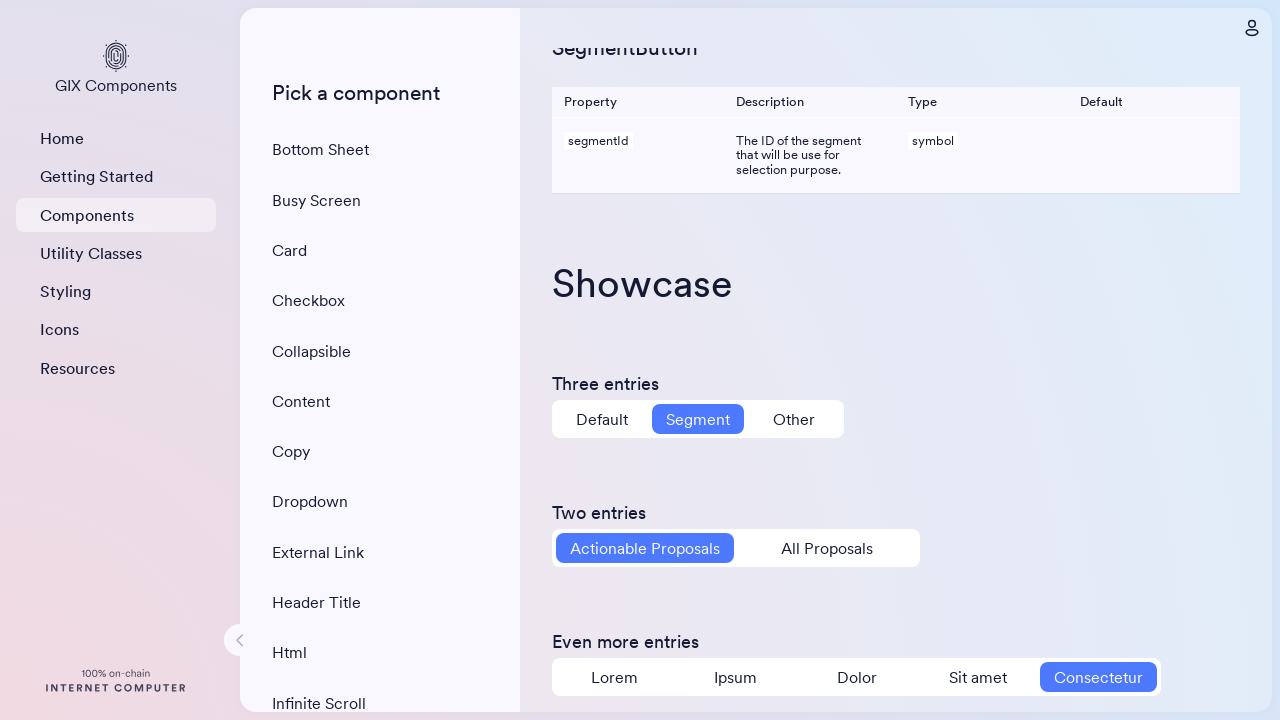 GIX Components
Home
Getting Started
Components
Utility Classes
Styling
Icons
Resources
100% on-chain
INTERNET COMPUTER
Pick a component
Bottom Sheet
Busy Screen
Card
Checkbox
Collapsible
Content
Copy
Dropdown
External Link
Header Title
Html
Infinite Scroll
SegmentButton
Property Description Type Default
segmentId The ID of the segment symbol
that will be use for
selection purpose.
Showcase
Three entries
Default Segment Other
Two entries
Actionable Proposals All Proposals
Even more entries
Lorem Ipsum Dolor Sit amet Consectetur